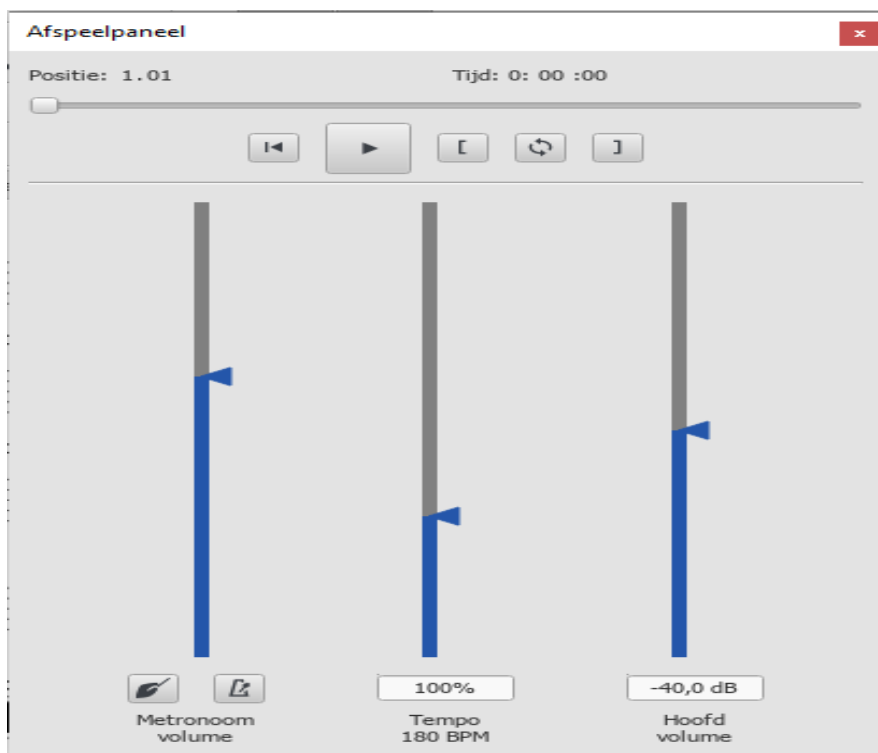 Afspeelpaneel
Positie: 1.01
Tijd: 0: 00 :00
[
]
100%
-40,0 dB
Metronoom
volume
Tempo
180 BPM
Hoofd
volume